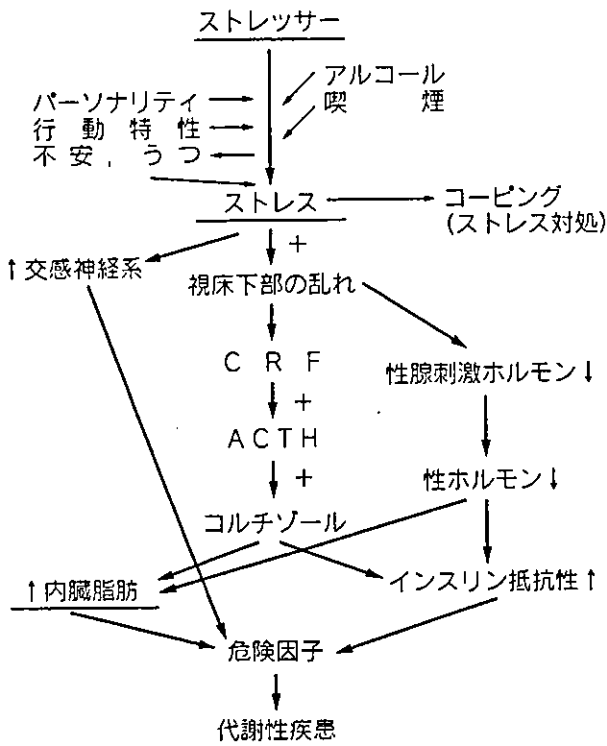 ストレッサー
アルコール
パーソナリティ
喫煙
行動特性
不安，うつ
ストレス
コーピング
(ストレス対処)
+
↑交感神経系
視床下部の乱れ
CRF
性腺刺激ホルモン↓
+
ACTH
+
性ホルモン↓
コルチゾール
↑内臓脂肪
インスリン抵抗性↑
危険因子
代謝性疾患